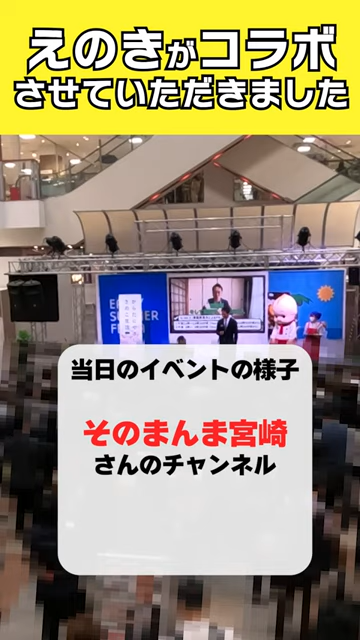 えのきがコラボ
させていただきました
当日のイベントの様子
そのまんま宮崎
さんのチャンネル